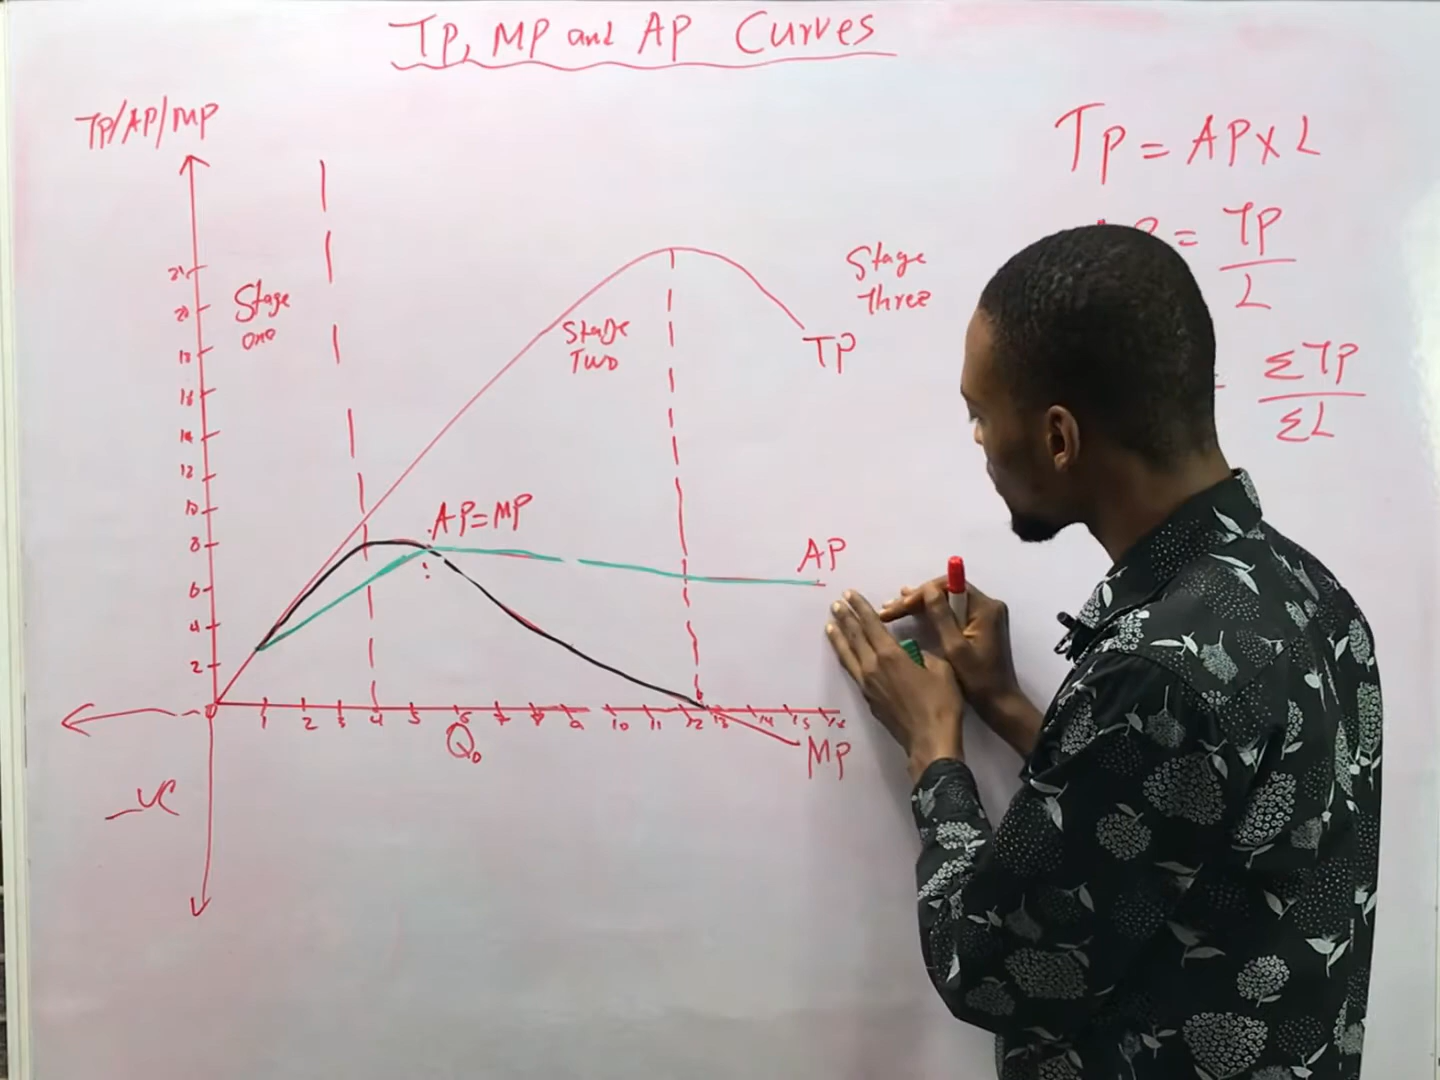 TP, MP and AP Curves
TP/AP/MP
TP = AP X L
= TP
L
ΣTP
ΣL
Stage
one
Stage
Two
Stage
Three
TP
AP=MP
AP
MP
21
20
18
16
14
12
10
8
6
4
2
0
1 2 3 4 5 6 7 8 9 10 11 12 13 14 15 16
-VC